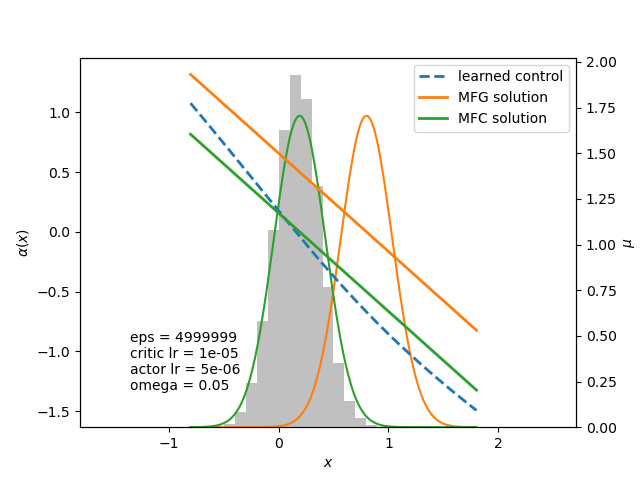 learned control
MFG solution
MFC solution
eps = 4999999
critic lr = 1e-05
actor lr = 5e-06
omega = 0.05
α(x)
1.0
0.5
0.0
−0.5
−1.0
−1.5
2.00
1.75
1.50
1.25
1.00
0.75
0.50
0.25
0.00
μ
−1
0
1
2
x